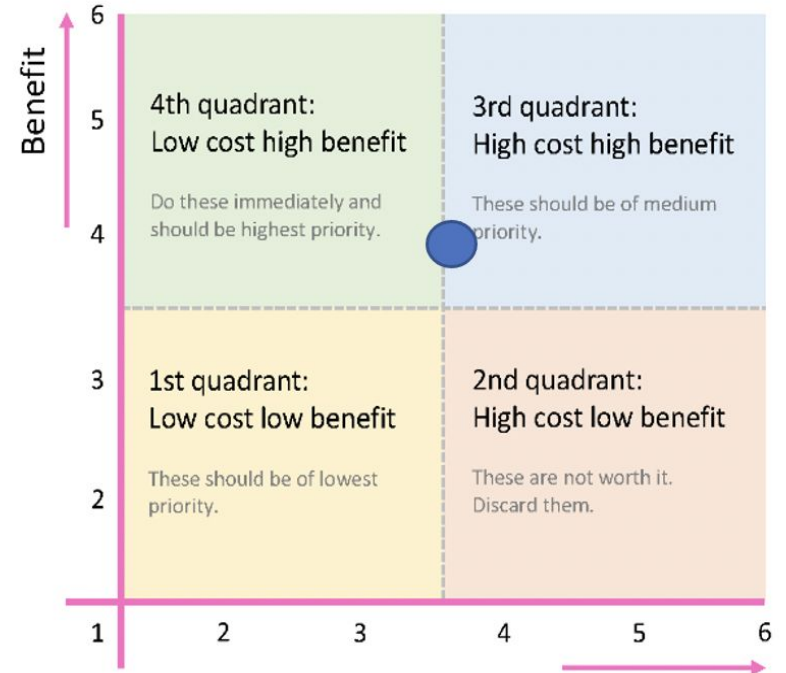 Benefit
6
5
4
3
2
4th quadrant:
Low cost high benefit
Do these immediately and
should be highest priority.
3rd quadrant:
High cost high benefit
These should be of medium
priority.
1st quadrant:
Low cost low benefit
These should be of lowest
priority.
2nd quadrant:
High cost low benefit
These are not worth it.
Discard them.
1 2 3 4 5 6